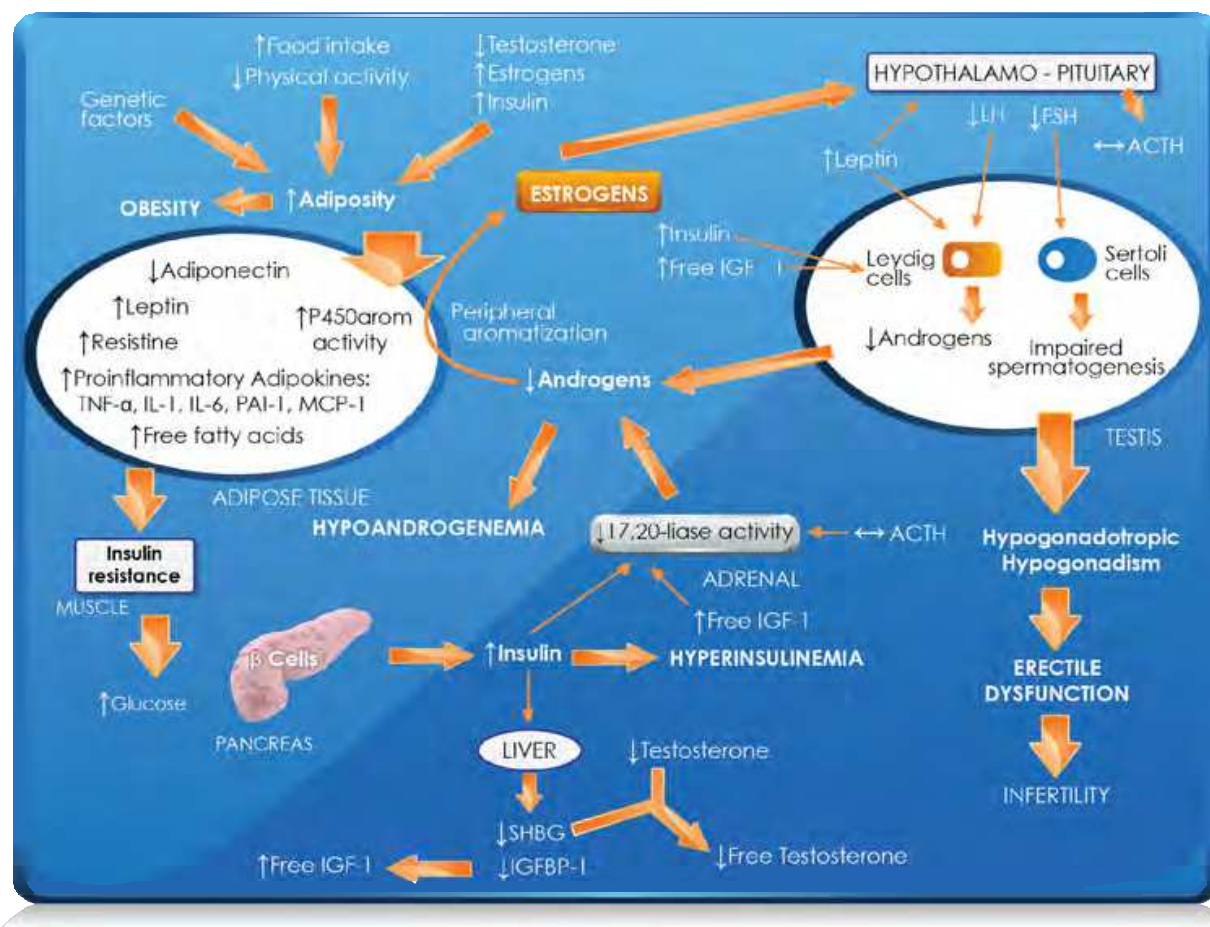 ↑Food intake
↓Physical activity
↓Testosterone
↑Estrogens
↑Insulin
Genetic
factors
HYPOTHALAMO - PITUITARY
↓LH
↓FSH
↔ ACTH
↑Leptin
OBESITY
↑Adiposity
ESTROGENS
↓Adiponectin
↑Leptin
↑Resistine
↑P450arom
activity
↑Proinflammatory Adipokines:
TNF-α, IL-1, IL-6, PAI-1, MCP-1
↑Free fatty acids
ADIPOSE TISSUE
Peripheral
aromatization
↑Insulin
↑Free IGF - 1
Leydig
cells
Sertoli
cells
↓Androgens
Impaired
spermatogenesis
TESTIS
↓Androgens
HYPOANDROGENEMIA
↓17,20-liase activity
↔ ACTH
ADRENAL
↑Free IGF-1
Insulin
resistance
MUSCLE
↑Glucose
β Cells
PANCREAS
↑Insulin
HYPERINSULINEMIA
LIVER
↓SHBG
↓IGFBP-1
↑Free IGF-1
↓Testosterone
↓Free Testosterone
Hypogonadotropic
Hypogonadism
ERECTILE
DYSFUNCTION
INFERTILITY